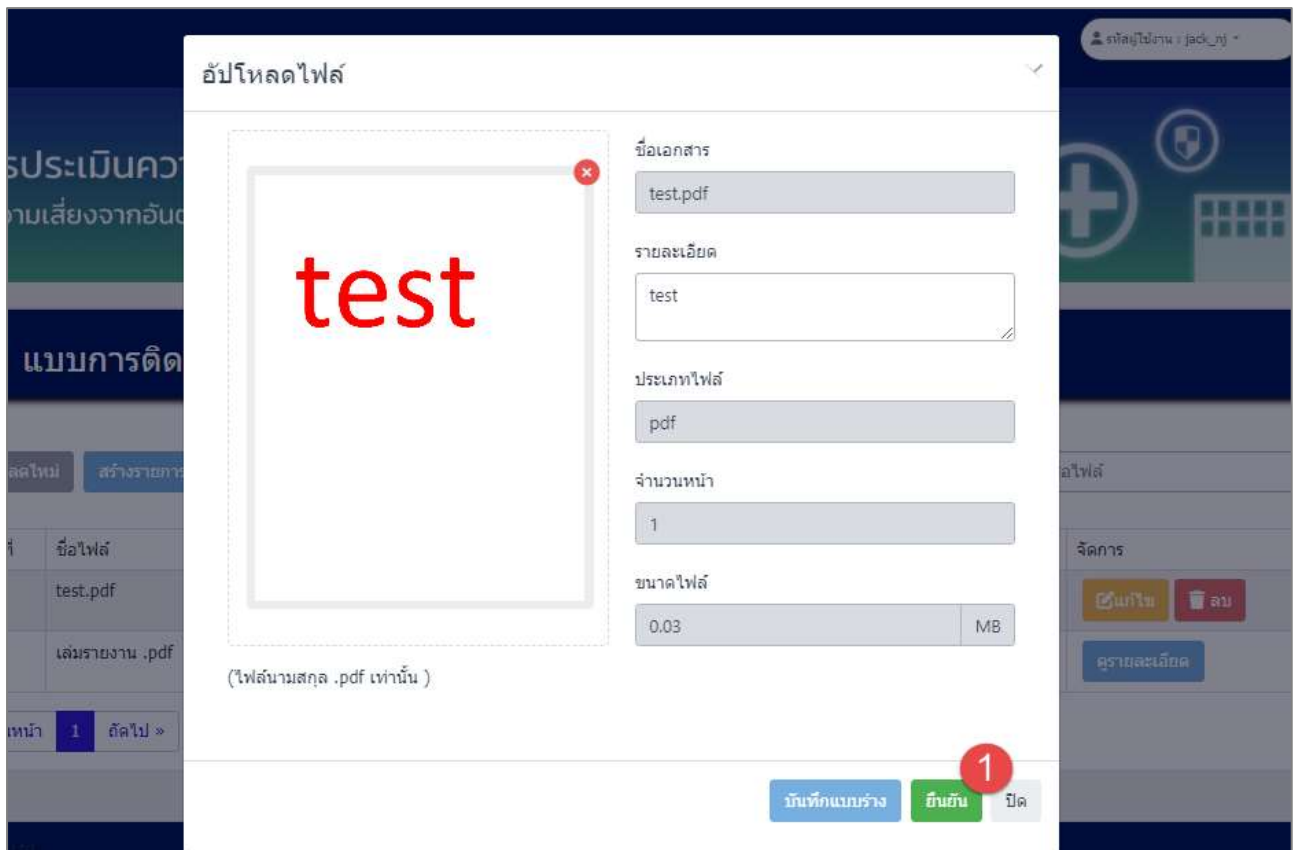 รหัสผู้ใช้งาน : jack_nj
อัปโหลดไฟล์
รประเมินควา
วามเสี่ยงจากอันต
แบบการติด
test
ชื่อเอกสาร
test.pdf
รายละเอียด
test
ประเภทไฟล์
pdf
จำนวนหน้า
1
ขนาดไฟล์
0.03 MB
(ไฟล์นามสกุล .pdf เท่านั้น )
ลดใหม่ สร้างรายการ
อไฟล์
ที่ ชื่อไฟล์ จัดการ
test.pdf แก้ไข ลบ
เล่มรายงาน .pdf ดูรายละเอียด
นหน้า 1 ถัดไป »
1
บันทึกแบบร่าง ยืนยัน ปิด